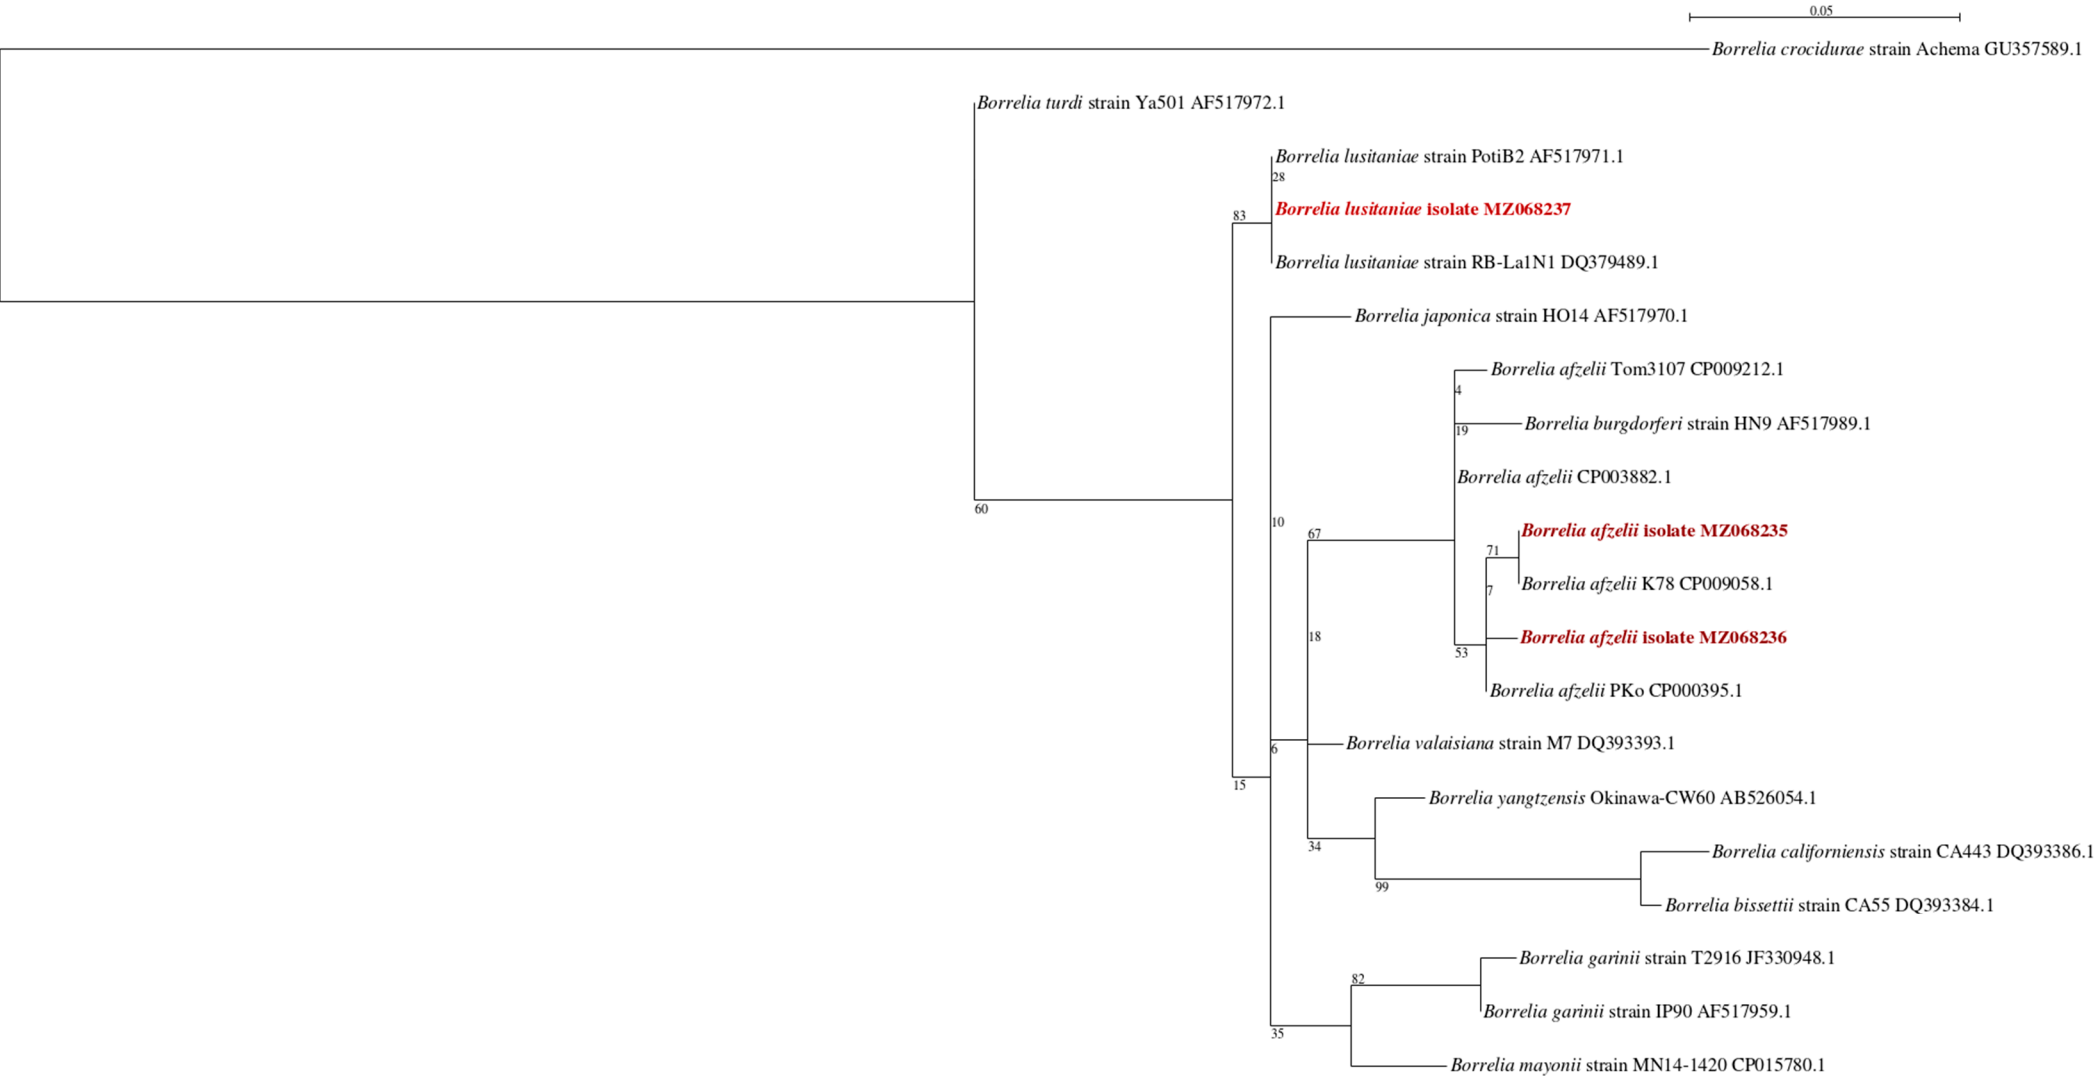 0.05
Borrelia crocidurae strain Achema GU357589.1
Borrelia turdi strain Ya501 AF517972.1
Borrelia lusitaniae strain PotiB2 AF517971.1
28
Borrelia lusitaniae isolate MZ068237
83
Borrelia lusitaniae strain RB-La1N1 DQ379489.1
Borrelia japonica strain HO14 AF517970.1
Borrelia afzelii Tom3107 CP009212.1
4
Borrelia burgdorferi strain HN9 AF517989.1
19
Borrelia afzelii CP003882.1
60
10
Borrelia afzelii isolate MZ068235
67
71
Borrelia afzelii K78 CP009058.1
7
18
Borrelia afzelii isolate MZ068236
53
Borrelia afzelii PKo CP000395.1
Borrelia valaisiana strain M7 DQ393393.1
6
15
Borrelia yangtzensis Okinawa-CW60 AB526054.1
34
Borrelia californiensis strain CA443 DQ393386.1
99
Borrelia bissettii strain CA55 DQ393384.1
Borrelia garinii strain T2916 JF330948.1
82
Borrelia garinii strain IP90 AF517959.1
35
Borrelia mayonii strain MN14-1420 CP015780.1